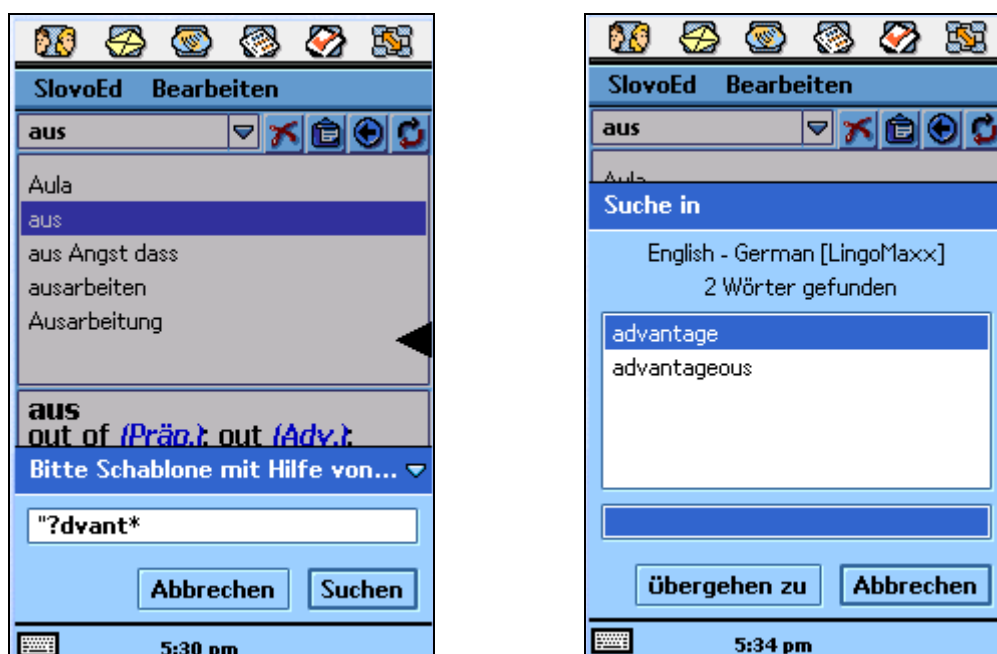 SlovoEd Bearbeiten
aus
Aula
aus
aus Angst dass
ausarbeiten
Ausarbeitung
aus
out of (Präp.); out (Adv.);
Bitte Schablone mit Hilfe von...
"?dvant*
Abbrechen Suchen
5:30 pm
SlovoEd Bearbeiten
aus
Aula
Suche in
English - German [LingoMaxx]
2 Wörter gefunden
advantage
advantageous
übergehen zu Abbrechen
5:34 pm